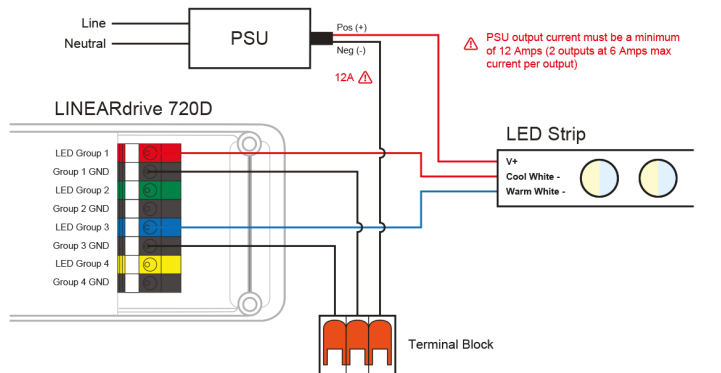 Line
Neutral
PSU
Pos (+)
Neg (-)
12A
PSU output current must be a minimum
of 12 Amps (2 outputs at 6 Amps max
current per output)
LINEARdrive 720D
LED Group 1
Group 1 GND
LED Group 2
Group 2 GND
LED Group 3
Group 3 GND
LED Group 4
Group 4 GND
LED Strip
V+
Cool White -
Warm White -
Terminal Block